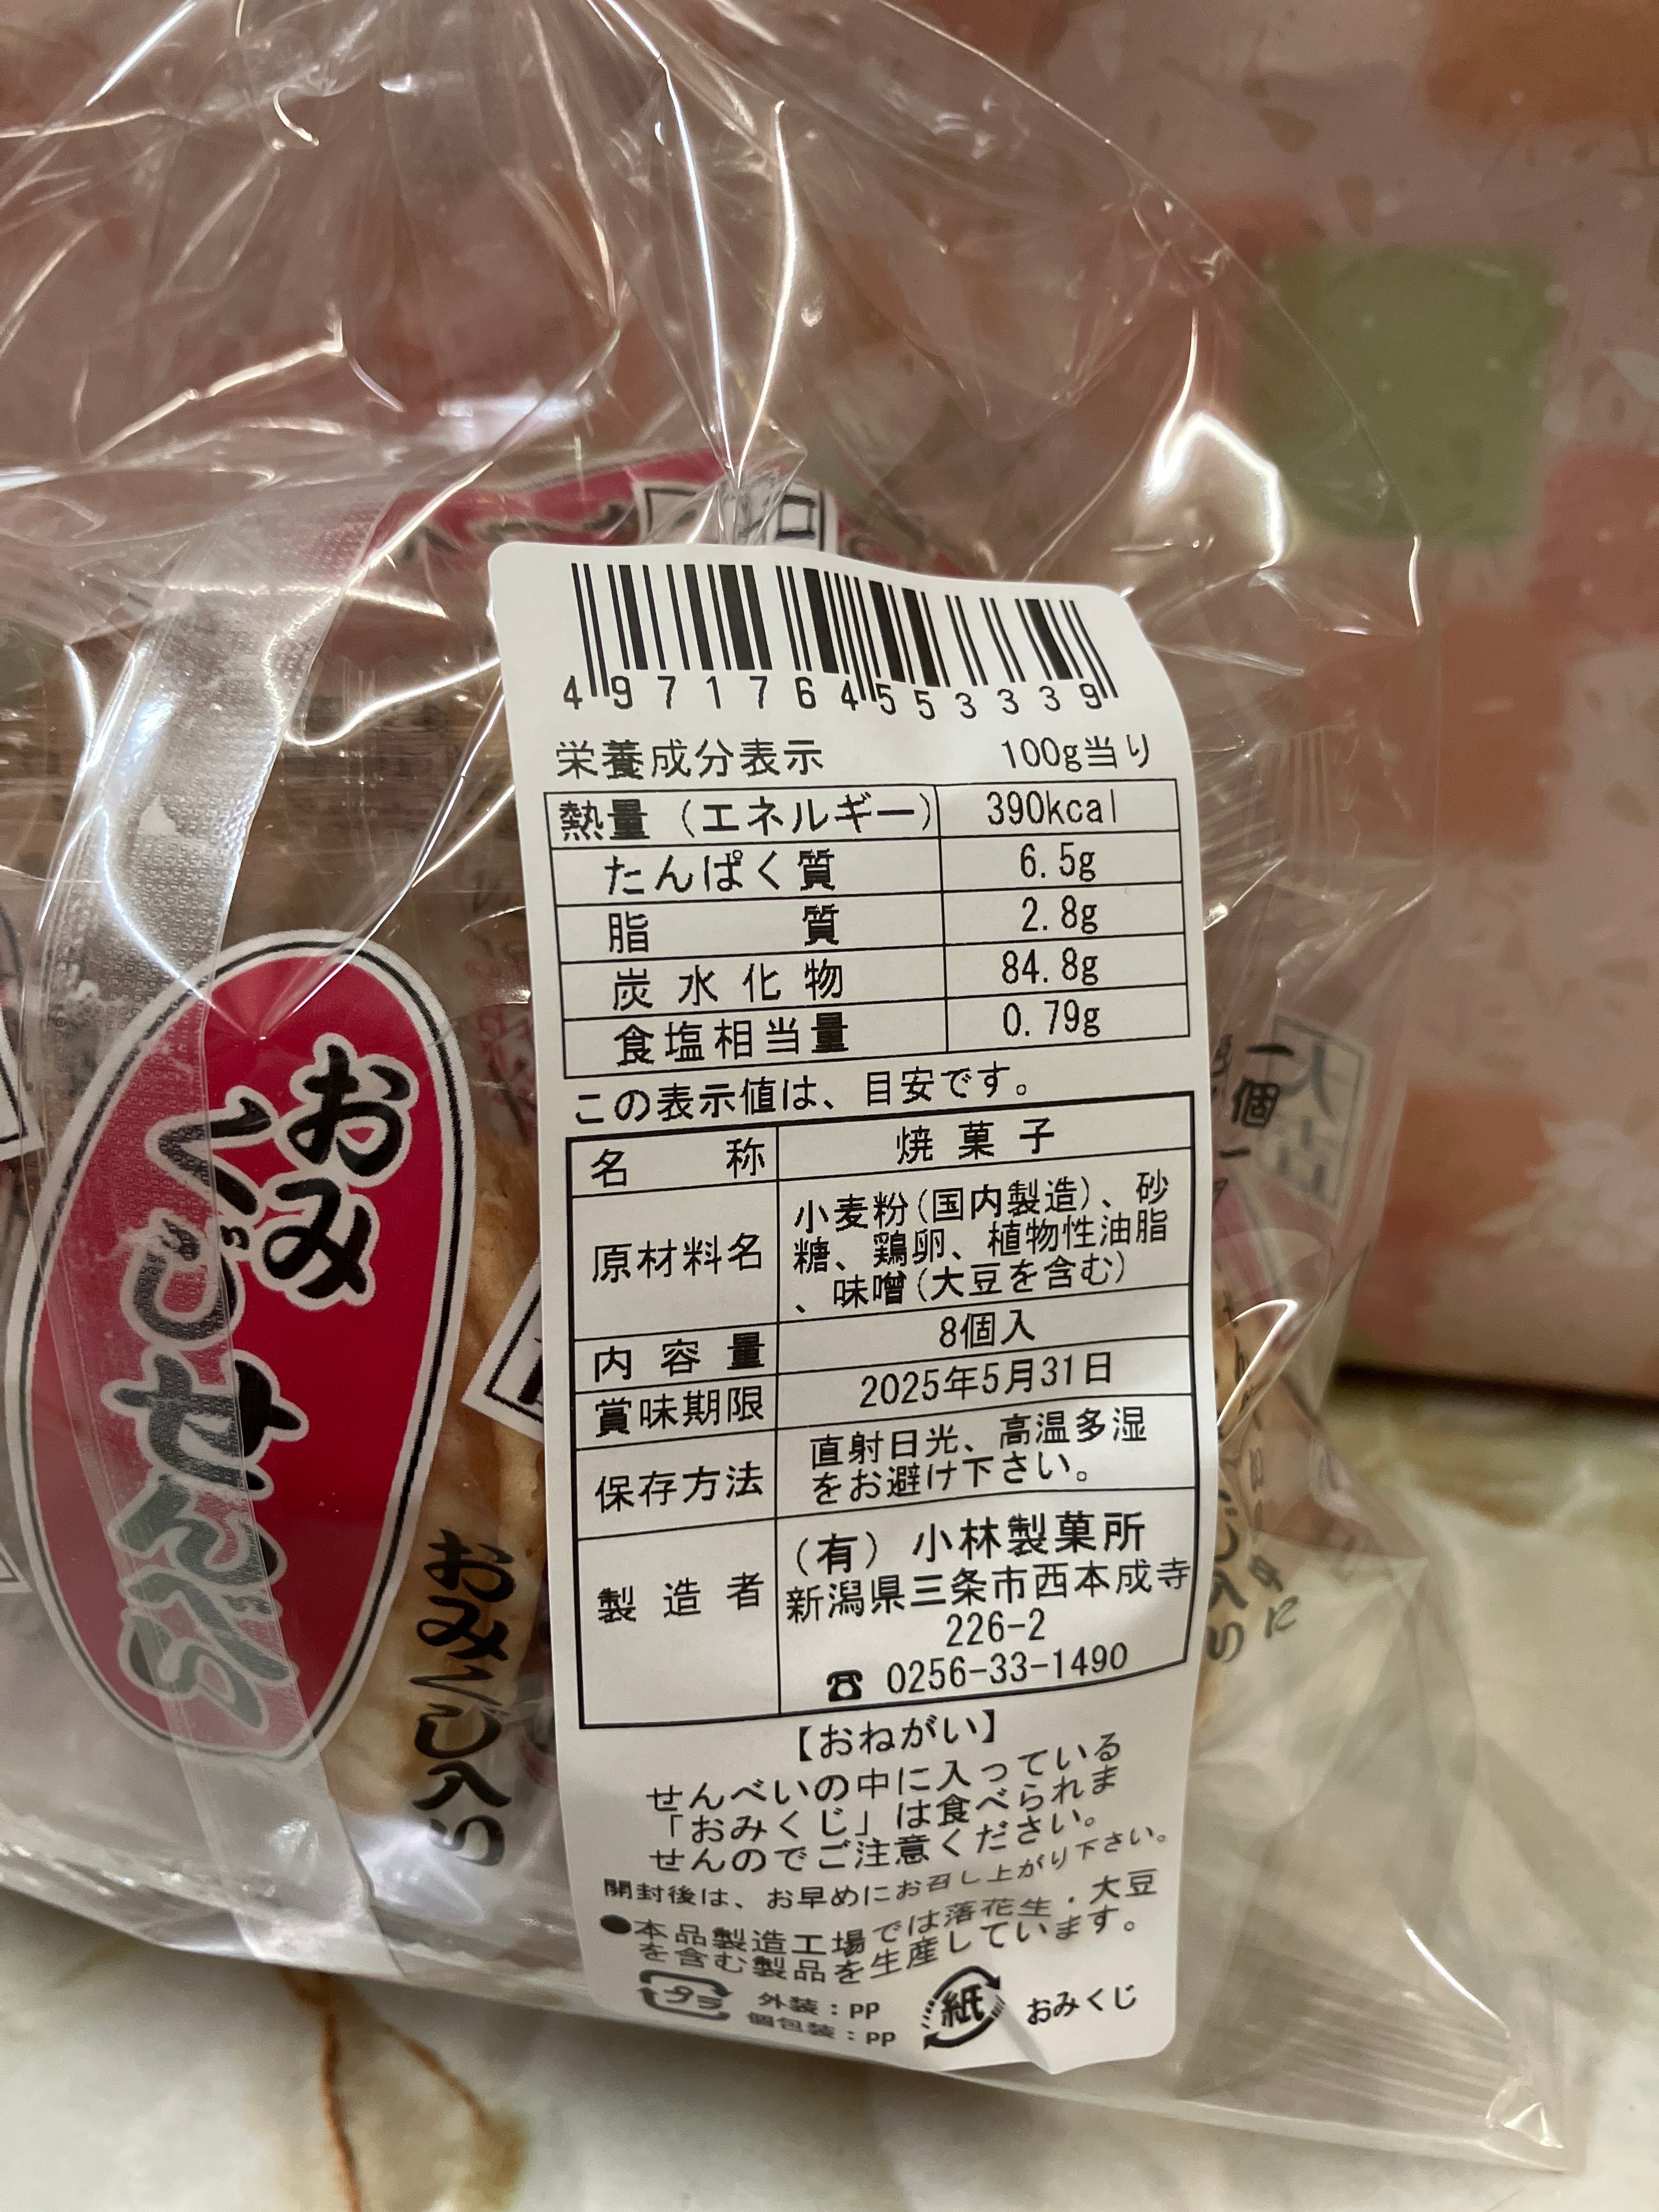 4971764553339
栄養成分表示 100g当り
熱量（エネルギー） 390kcal
たんぱく質 6.5g
脂質 2.8g
炭水化物 84.8g
食塩相当量 0.79g
この表示値は、目安です。
名称 焼菓子
原材料名 小麦粉(国内製造)、砂
糖、鶏卵、植物性油脂
、味噌(大豆を含む)
内容量 8個入
賞味期限 2025年5月31日
保存方法 直射日光、高温多湿
をお避け下さい。
製造者 （有）小林製菓所
新潟県三条市西本成寺
226-2
☎ 0256-33-1490
【おねがい】
せんべいの中に入っている
「おみくじ」は食べられま
せんのでご注意ください。
開封後は、お早めにお召し上がり下さい。
●本品製造工場では落花生・大豆
を含む製品を生産しています。
プラ 外装：PP
個包装：PP
紙 おみくじ
おみ
くじ
せんべい
おみくじ入り
一個